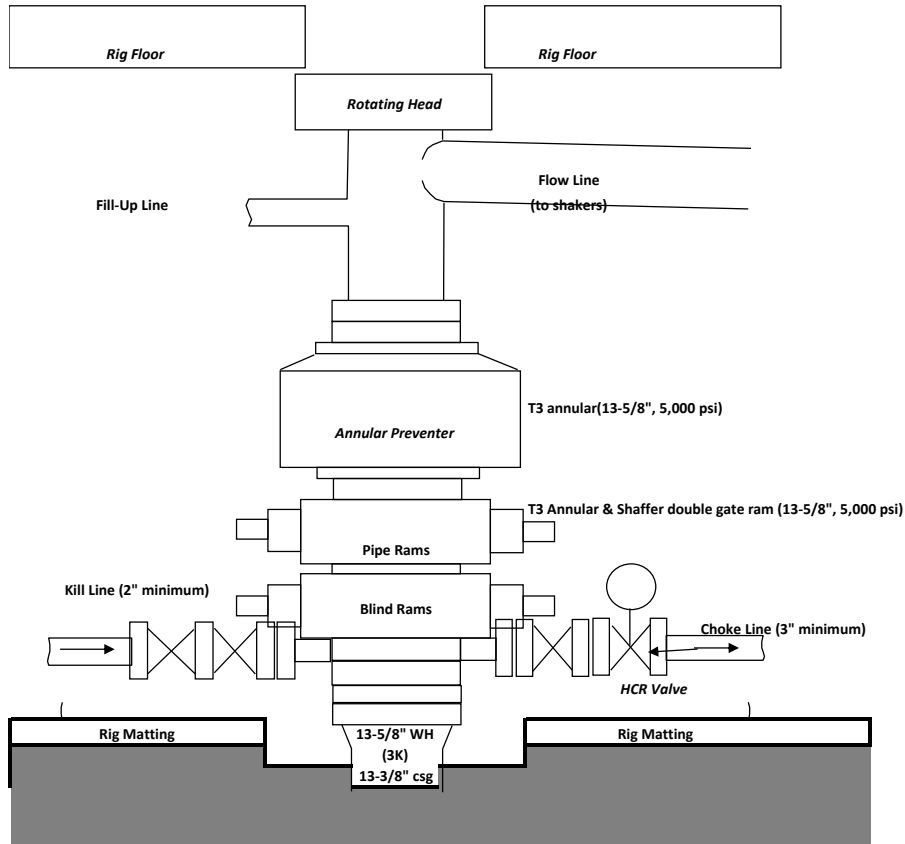 Rig Floor
Rig Floor
Rotating Head
Flow Line
(to shakers)
Fill-Up Line
T3 annular(13-5/8", 5,000 psi)
Annular Preventer
T3 Annular & Shaffer double gate ram (13-5/8", 5,000 psi)
Pipe Rams
Kill Line (2" minimum)
Blind Rams
Choke Line (3" minimum)
HCR Valve
Rig Matting
13-5/8" WH
(3K)
13-3/8" csg
Rig Matting